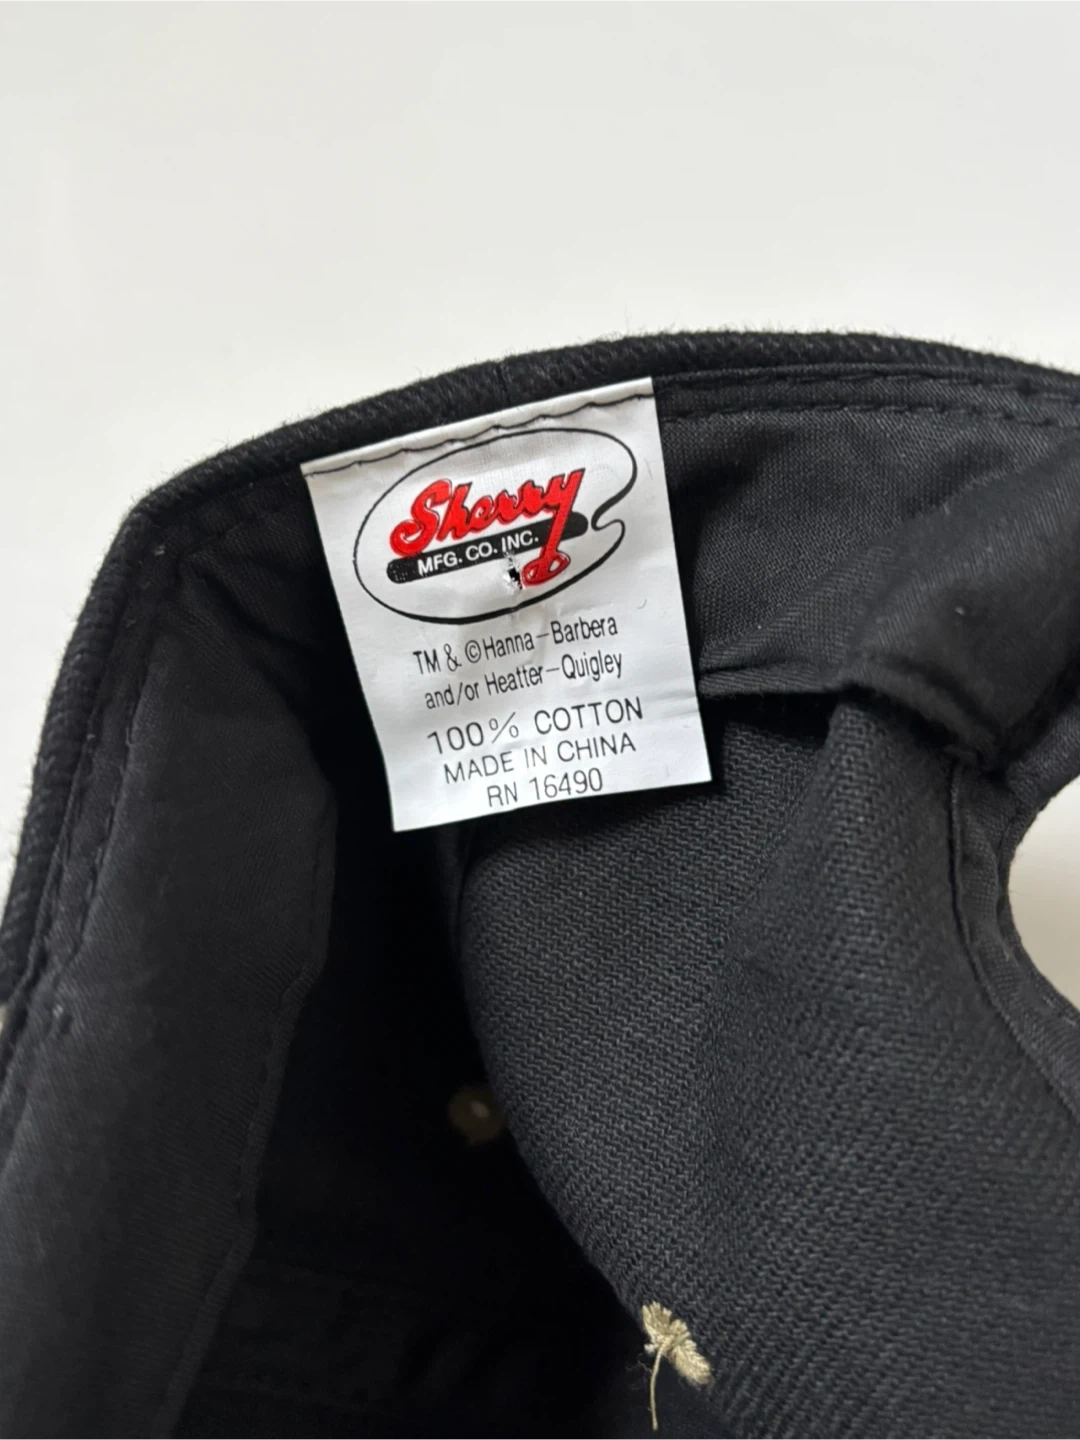 Sherry
MFG. CO. INC.
TM & ©Hanna-Barbera
and/or Heatter-Quigley
100% COTTON
MADE IN CHINA
RN 16490